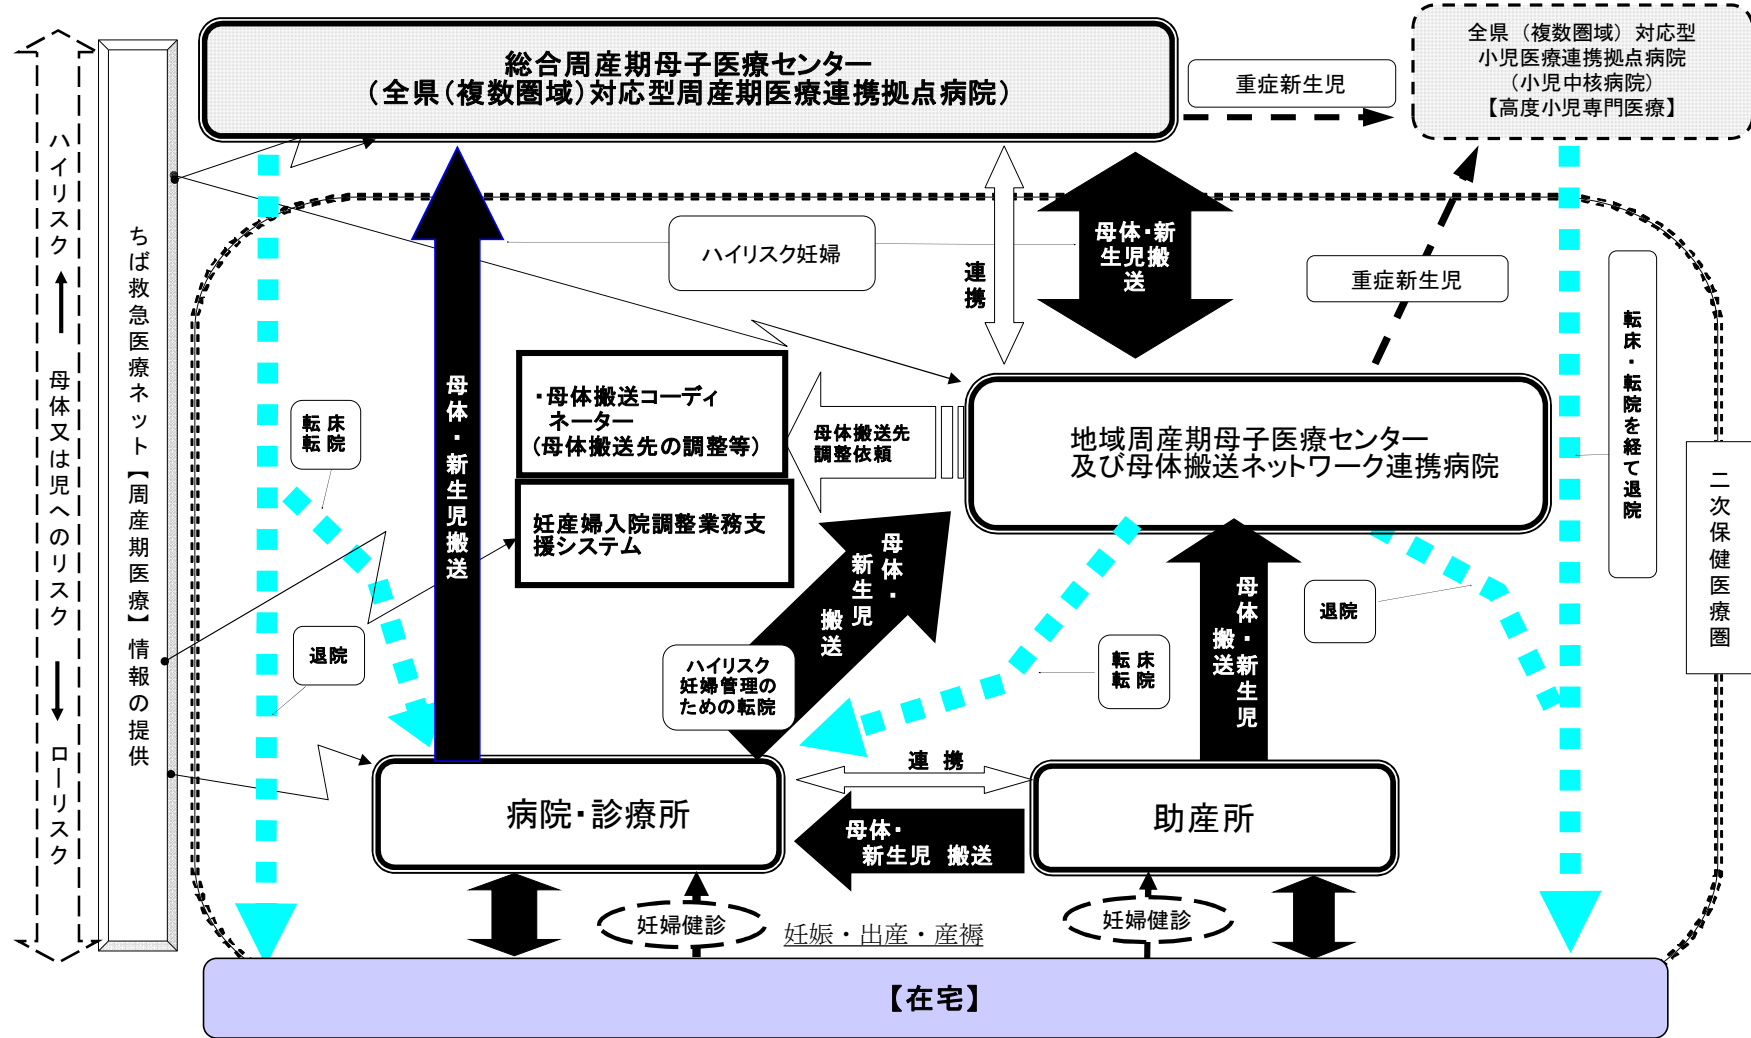 総合周産期母子医療センター
（全県（複数圏域）対応型周産期医療連携拠点病院）
重症新生児
全県（複数圏域）対応型
小児医療連携拠点病院
（小児中核病院）
【高度小児専門医療】
ハイリスク
母体又は児へのリスク
ローリスク
ちば救急医療ネット【周産期医療】情報の提供
ハイリスク妊婦
連携
母体・新
生児搬
送
重症新生児
転床・転院を経て退院
二次保健医療圏
母体・新生児搬送
転床
転院
・母体搬送コーディ
ネーター
（母体搬送先の調整等）
妊産婦入院調整業務支
援システム
母体搬送先
調整依頼
地域周産期母子医療センター
及び母体搬送ネットワーク連携病院
母体・
新生児
搬送
母体・新生児
搬送
退院
退院
転床
転院
ハイリスク
妊婦管理の
ための転院
連携
病院・診療所
助産所
母体・
新生児 搬送
妊婦健診
妊娠・出産・産褥
妊婦健診
【在宅】